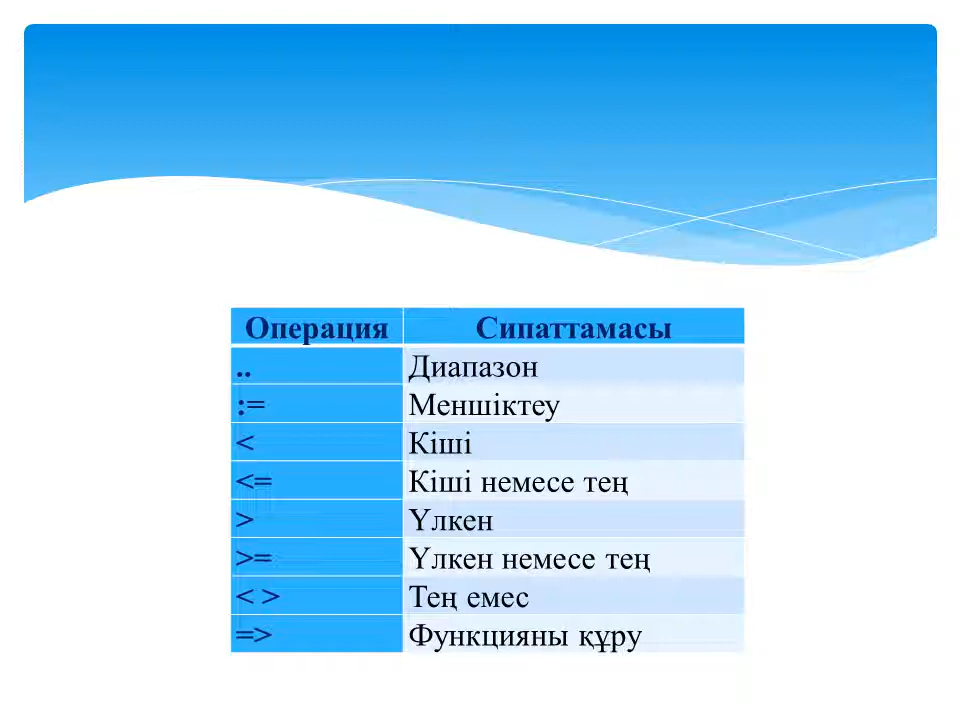 Операция Сипаттамасы
.. Диапазон
:= Меншіктеу
< Кіші
<= Кіші немесе тең
> Үлкен
>= Үлкен немесе тең
< > Тең емес
=> Функцияны құру